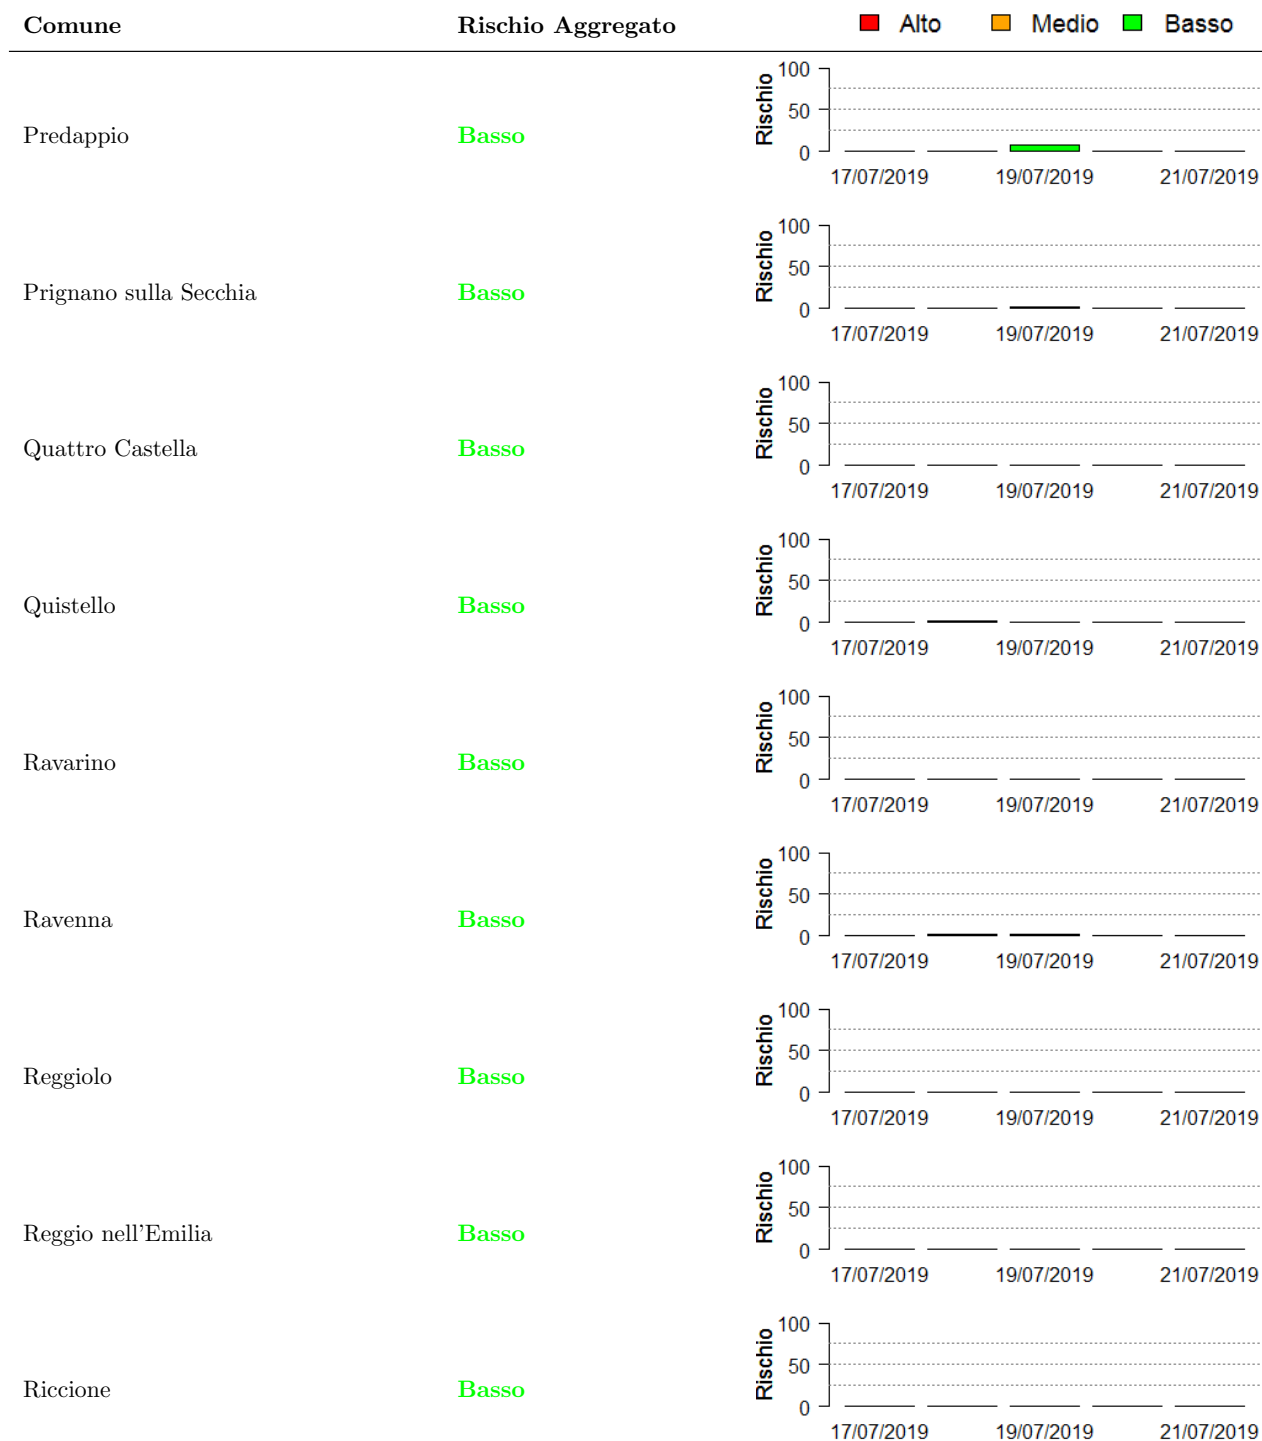 Comune Rischio Aggregato Alto Medio Basso
Predappio Basso
Rischio
100
50
0
17/07/2019 19/07/2019 21/07/2019
Prignano sulla Secchia Basso
Rischio
100
50
0
17/07/2019 19/07/2019 21/07/2019
Quattro Castella Basso
Rischio
100
50
0
17/07/2019 19/07/2019 21/07/2019
Quistello Basso
Rischio
100
50
0
17/07/2019 19/07/2019 21/07/2019
Ravarino Basso
Rischio
100
50
0
17/07/2019 19/07/2019 21/07/2019
Ravenna Basso
Rischio
100
50
0
17/07/2019 19/07/2019 21/07/2019
Reggiolo Basso
Rischio
100
50
0
17/07/2019 19/07/2019 21/07/2019
Reggio nell'Emilia Basso
Rischio
100
50
0
17/07/2019 19/07/2019 21/07/2019
Riccione Basso
Rischio
100
50
0
17/07/2019 19/07/2019 21/07/2019